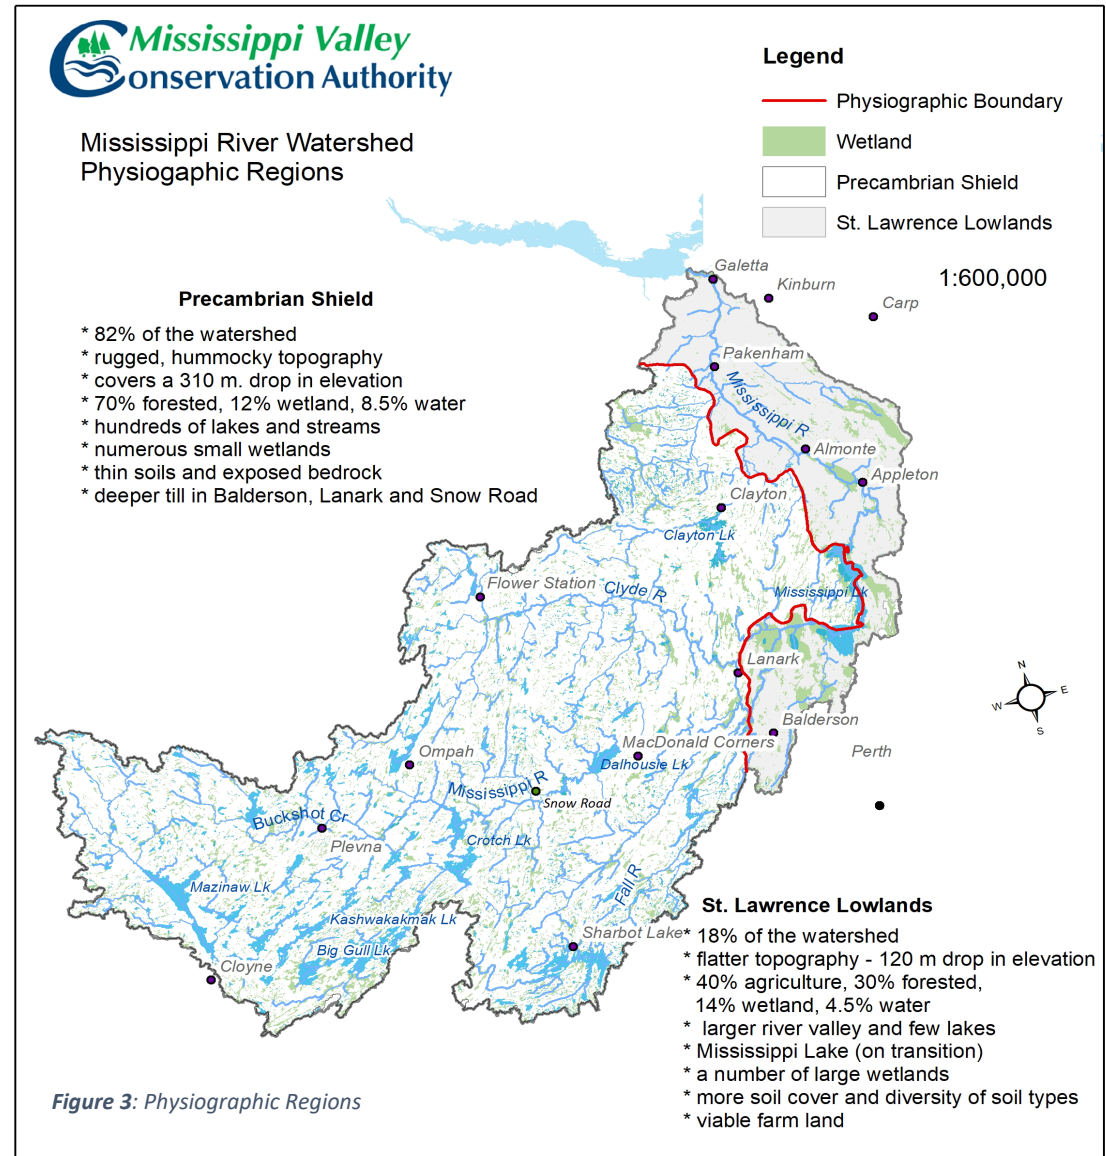 Mississippi Valley
Conservation Authority
Mississippi River Watershed
Physiogaphic Regions
Legend
Physiographic Boundary
Wetland
Precambrian Shield
St. Lawrence Lowlands
1:600,000
Precambrian Shield
* 82% of the watershed
* rugged, hummocky topography
* covers a 310 m. drop in elevation
* 70% forested, 12% wetland, 8.5% water
* hundreds of lakes and streams
* numerous small wetlands
* thin soils and exposed bedrock
* deeper till in Balderson, Lanark and Snow Road
Galetta
Kinburn
Carp
Pakenham
Mississippi R
Almonte
Appleton
Clayton
Clayton Lk
Flower Station
Clyde R
Mississippi Lk
Lanark
N
E
W
S
Balderson
Perth
MacDonald Corners
Dalhousie Lk
Ompah
Mississippi R
Snow Road
Buckshot Cr
Plevna
Crotch Lk
Mazinaw Lk
Fall R
Kashwakakmak Lk
Sharbot Lake
Big Gull Lk
Cloyne
St. Lawrence Lowlands
* 18% of the watershed
* flatter topography - 120 m drop in elevation
* 40% agriculture, 30% forested,
14% wetland, 4.5% water
* larger river valley and few lakes
* Mississippi Lake (on transition)
* a number of large wetlands
* more soil cover and diversity of soil types
* viable farm land
Figure 3: Physiographic Regions